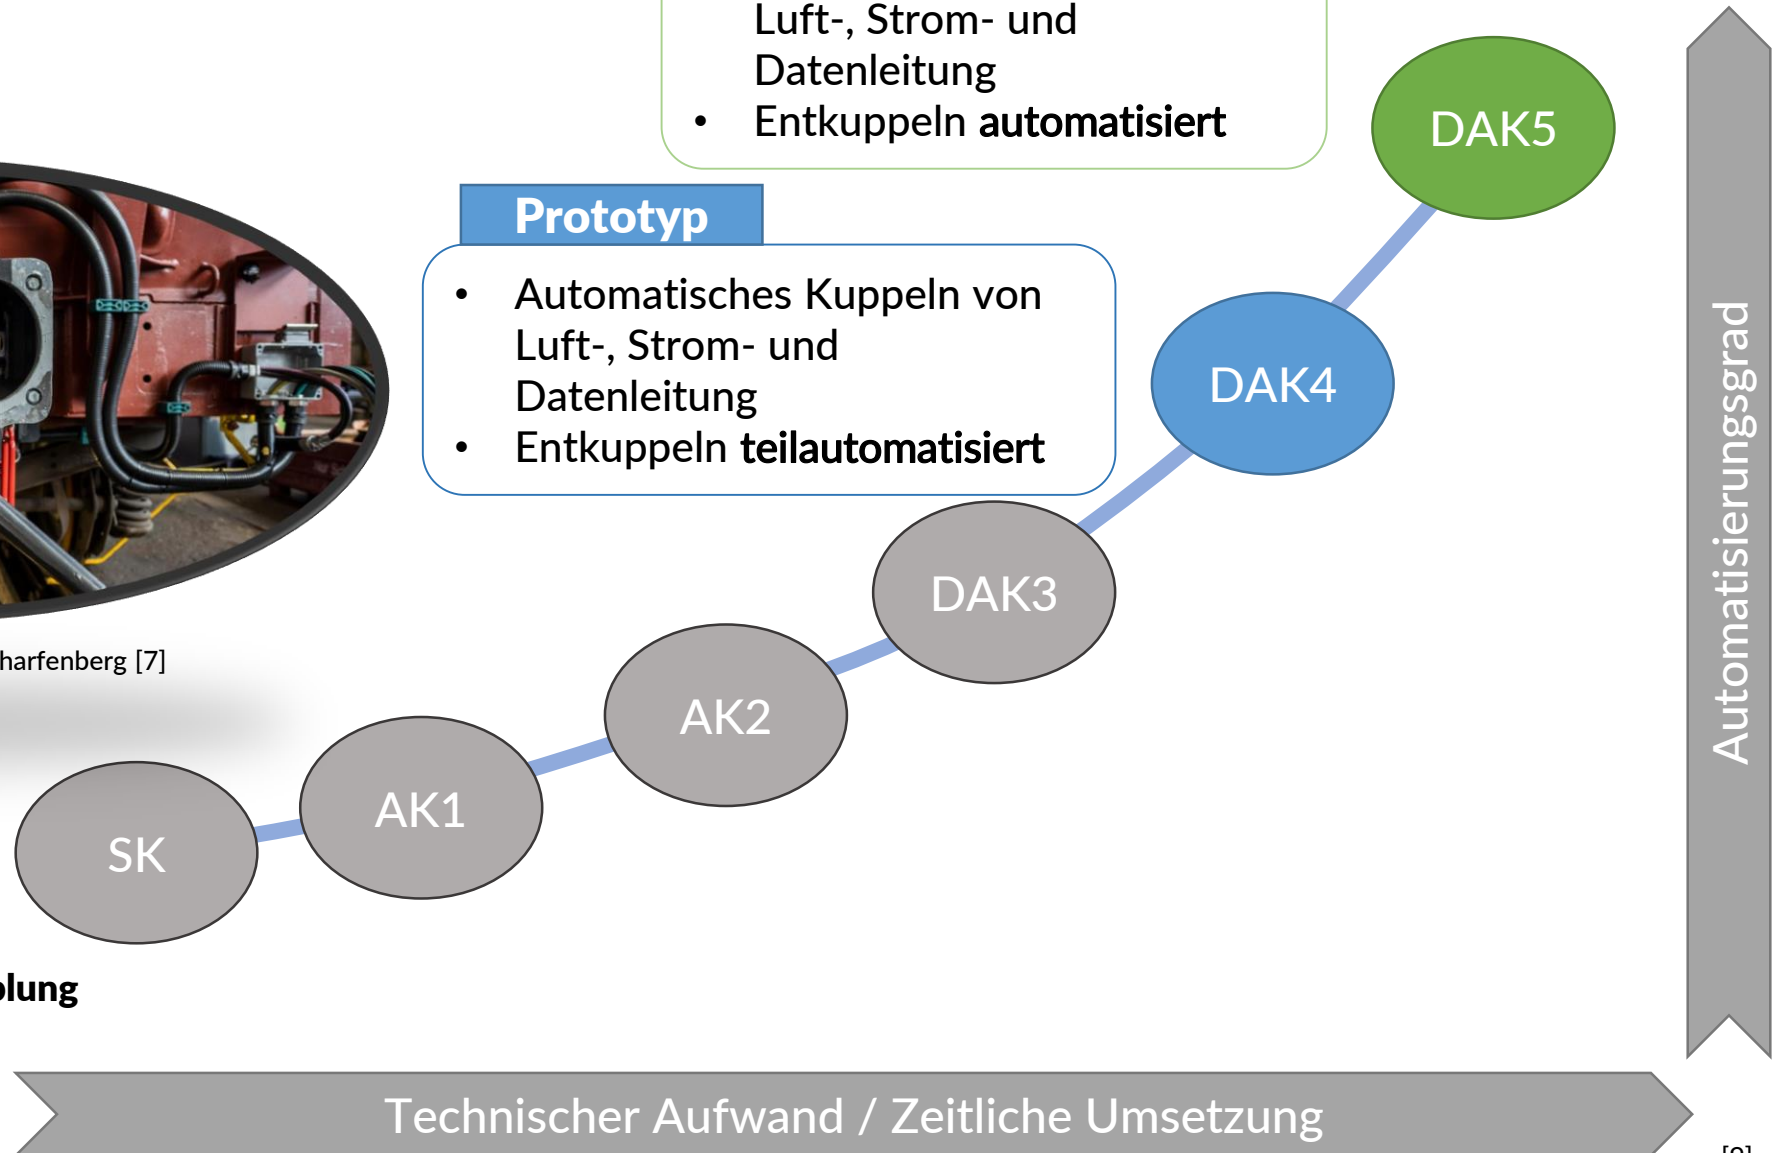 Luft-, Strom- und
Datenleitung
• Entkuppeln automatisiert
DAK5
Prototyp
• Automatisches Kuppeln von
Luft-, Strom- und
Datenleitung
• Entkuppeln teilautomatisiert
DAK4
DAK3
harfenberg [7]
AK2
AK1
SK
lung
Automatisierungsgrad
Technischer Aufwand / Zeitliche Umsetzung